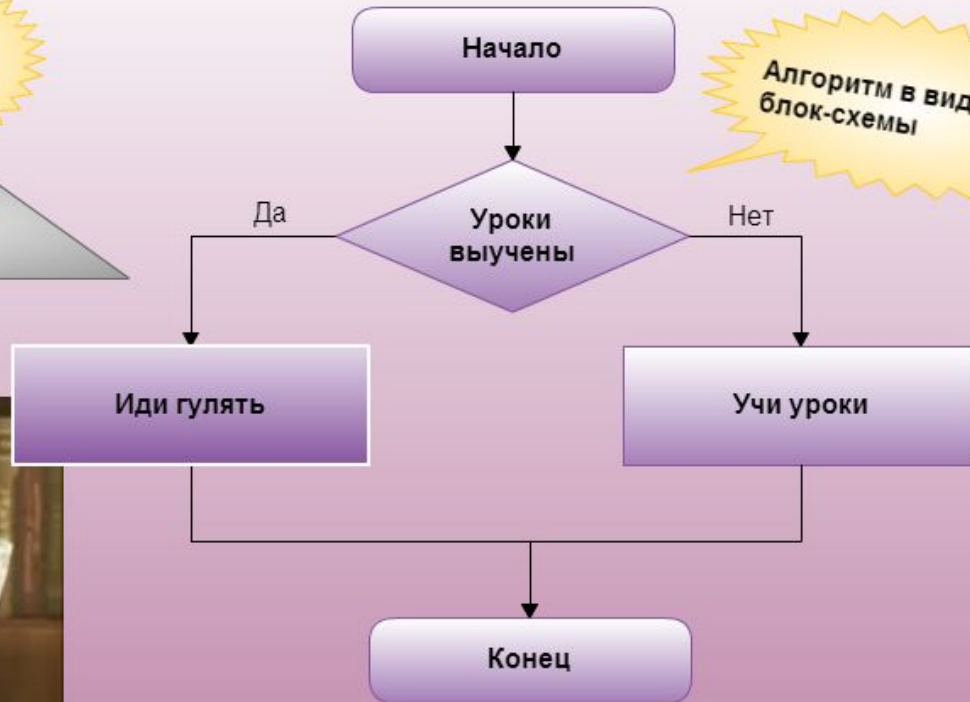 Начало
Алгоритм в вид
блок-схемы
Да
Уроки
выучены
Нет
Иди гулять
Учи уроки
Конец